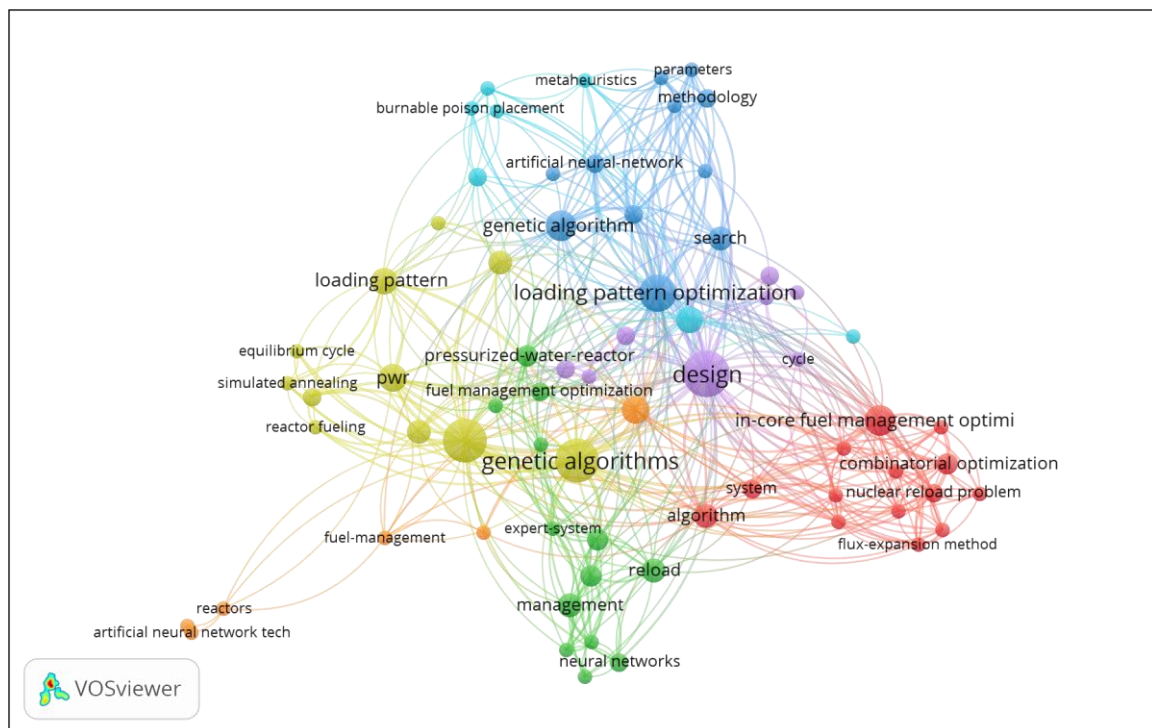 parameters
metaheuristics
methodology
burnable poison placement
artificial neural-network
genetic algorithm
search
loading pattern
loading pattern optimization
equilibrium cycle
pressurized-water-reactor
cycle
simulated annealing
pwr
design
fuel management optimization
reactor fueling
in-core fuel management optimi
genetic algorithms
combinatorial optimization
system
nuclear reload problem
algorithm
expert-system
fuel-management
flux-expansion method
reload
management
reactors
artificial neural network tech
neural networks
VOSviewer